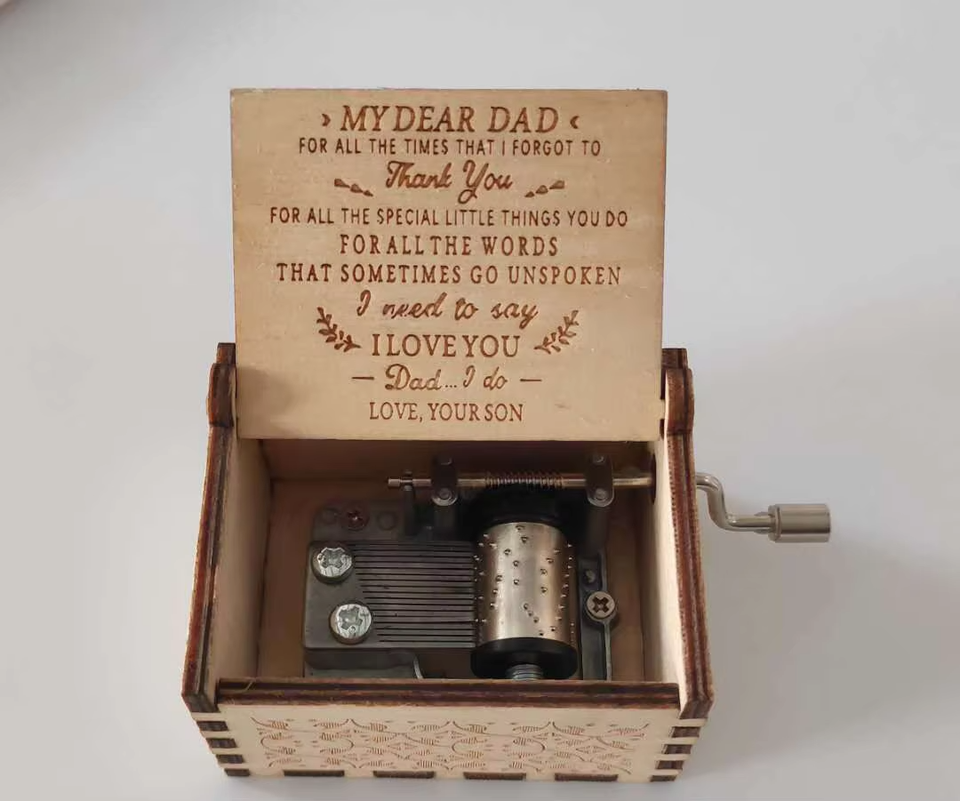 MY DEAR DAD
FOR ALL THE TIMES THAT I FORGOT TO
Thank You
FOR ALL THE SPECIAL LITTLE THINGS YOU DO
FOR ALL THE WORDS
THAT SOMETIMES GO UNSPOKEN
I need to say
I LOVE YOU
— Dad... I do —
LOVE, YOUR SON